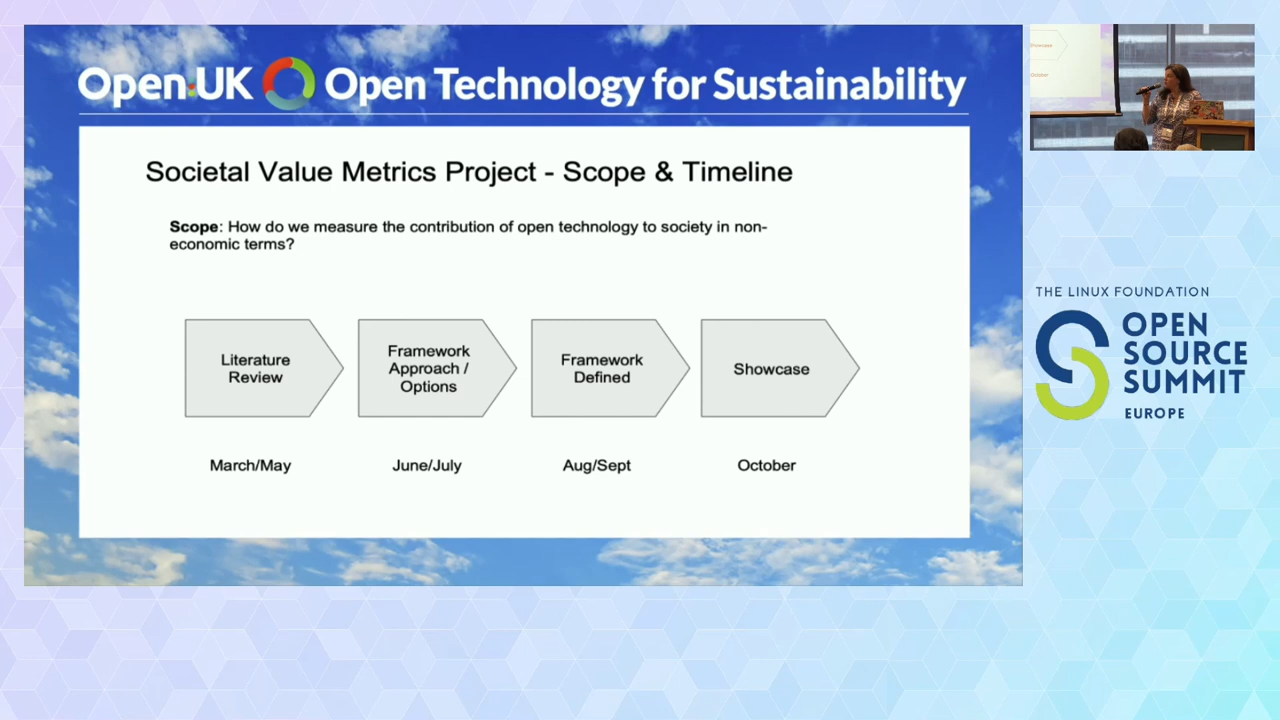 Open:UK Open Technology for Sustainability
Societal Value Metrics Project - Scope & Timeline
Scope: How do we measure the contribution of open technology to society in non-
economic terms?
Literature
Review
Framework
Approach /
Options
Framework
Defined
Showcase
March/May
June/July
Aug/Sept
October
Showcase
October
THE LINUX FOUNDATION
OPEN
SOURCE
SUMMIT
EUROPE